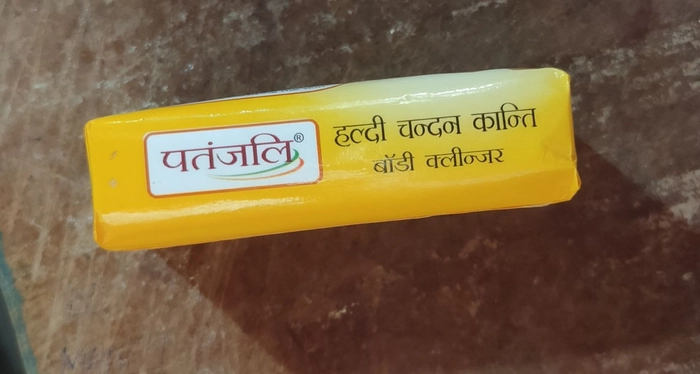 पतंजलि®
हल्दी चन्दन कान्ति
बॉडी क्लीन्जर